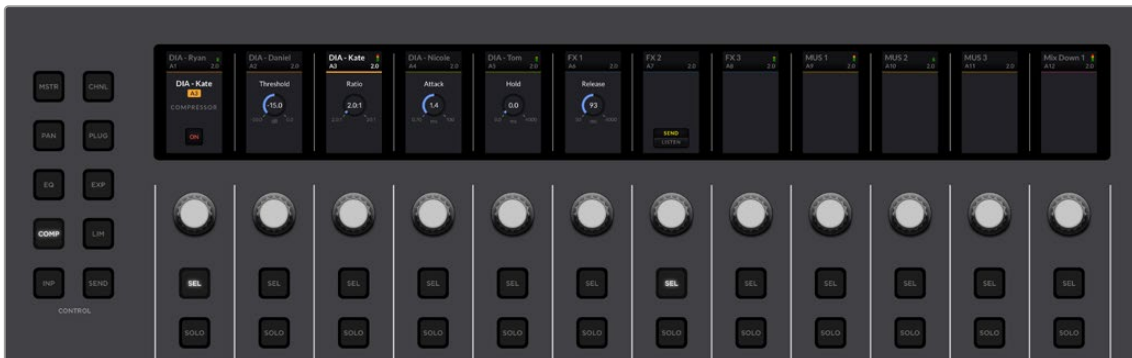 DIA - Ryan
A1 2.0
DIA - Daniel
A2 2.0
DIA - Kate
A3 2.0
DIA - Nicole
A4 2.0
DIA - Tom
A5 2.0
FX 1
A6 2.0
FX 2
A7 2.0
FX 3
A8 2.0
MUS 1
A9 2.0
MUS 2
A10 2.0
MUS 3
A11 2.0
Mix Down 1
A12 2.0
DIA - Kate
A3
COMPRESSOR
ON
Threshold
-15.0
dB
Ratio
2.0:1
Attack
1.4
ms
Hold
0.0
ms
Release
93
ms
SEND
LISTEN
MSTR CHNL
PAN PLUG
EQ EXP
COMP LIM
INP SEND
CONTROL
SEL SEL SEL SEL SEL SEL SEL SEL SEL SEL SEL SEL
SOLO SOLO SOLO SOLO SOLO SOLO SOLO SOLO SOLO SOLO SOLO SOLO